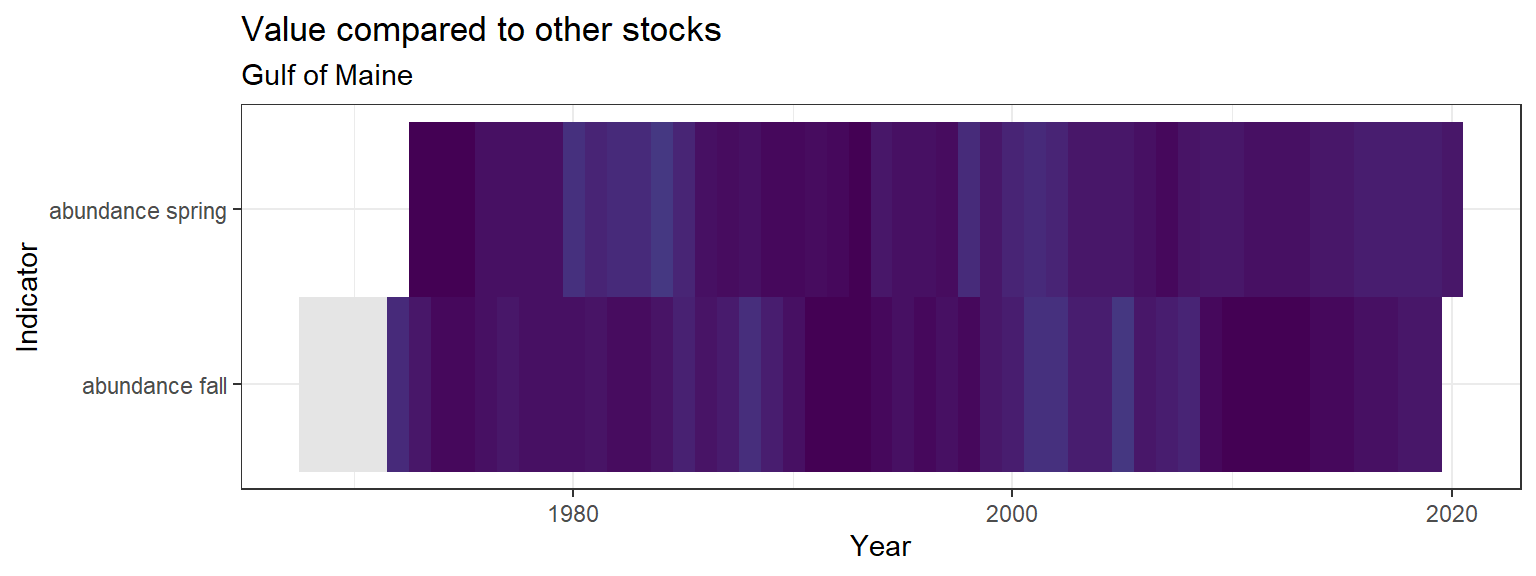 Value compared to other stocks
Gulf of Maine
Indicator
abundance spring
abundance fall
1980
2000
2020
Year